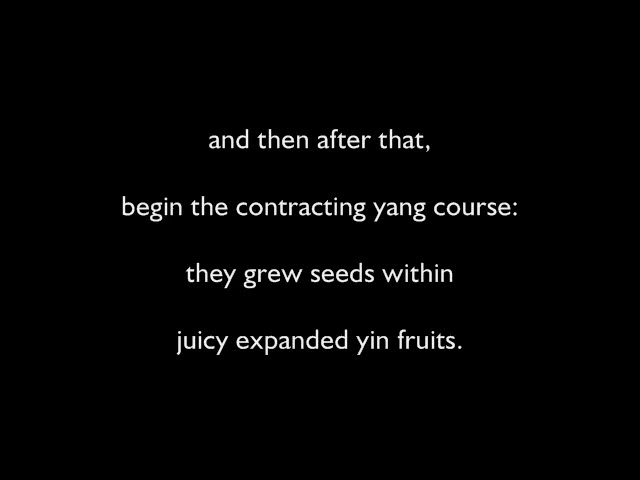 and then after that,
begin the contracting yang course:
they grew seeds within
juicy expanded yin fruits.